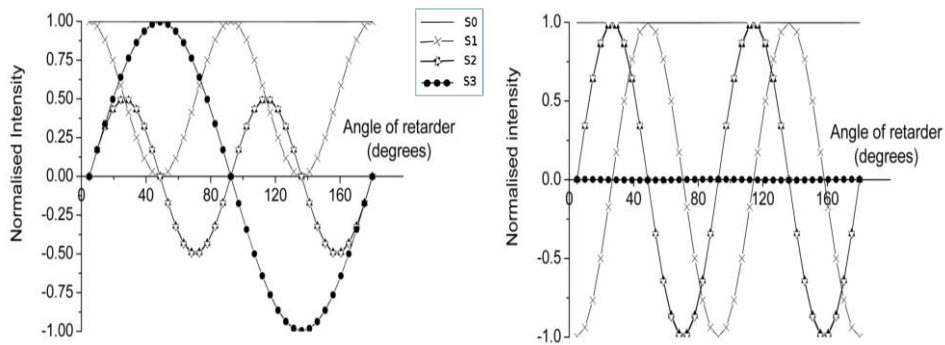 Normalised Intensity
1.00
0.75
0.50
0.25
0.00
-0.25
-0.50
-0.75
-1.00
0 40 80 120 160
Angle of retarder
(degrees)
S0
S1
S2
S3
Normalised intensity
1.0
0.5
0.0
-0.5
-1.0
0 40 80 120 160
Angle of retarder
(degrees)